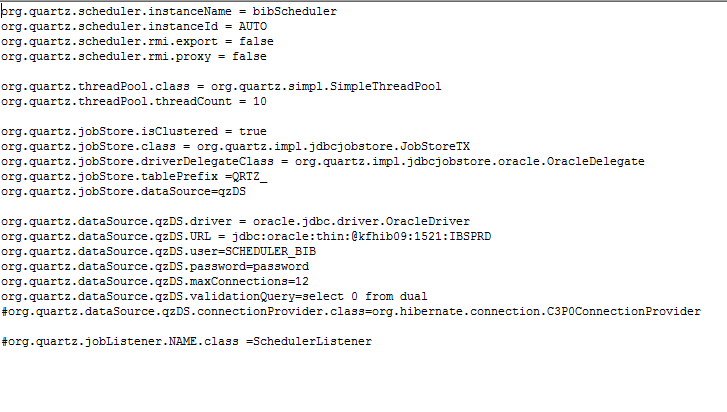 org.quartz.scheduler.instanceName = bibScheduler
org.quartz.scheduler.instanceId = AUTO
org.quartz.scheduler.rmi.export = false
org.quartz.scheduler.rmi.proxy = false
org.quartz.threadPool.class = org.quartz.simpl.SimpleThreadPool
org.quartz.threadPool.threadCount = 10
org.quartz.jobStore.isClustered = true
org.quartz.jobStore.class = org.quartz.impl.jdbcjobstore.JobStoreTX
org.quartz.jobStore.driverDelegateClass = org.quartz.impl.jdbcjobstore.oracle.OracleDelegate
org.quartz.jobStore.tablePrefix =QRTZ_
org.quartz.jobStore.dataSource=qzDS
org.quartz.dataSource.qzDS.driver = oracle.jdbc.driver.OracleDriver
org.quartz.dataSource.qzDS.URL = jdbc:oracle:thin:@kfhib09:1521:IBSPRD
org.quartz.dataSource.qzDS.user=SCHEDULER_BIB
org.quartz.dataSource.qzDS.password=password
org.quartz.dataSource.qzDS.maxConnections=12
org.quartz.dataSource.qzDS.validationQuery=select 0 from dual
#org.quartz.dataSource.qzDS.connectionProvider.class=org.hibernate.connection.C3P0ConnectionProvider
#org.quartz.jobListener.NAME.class =SchedulerListener